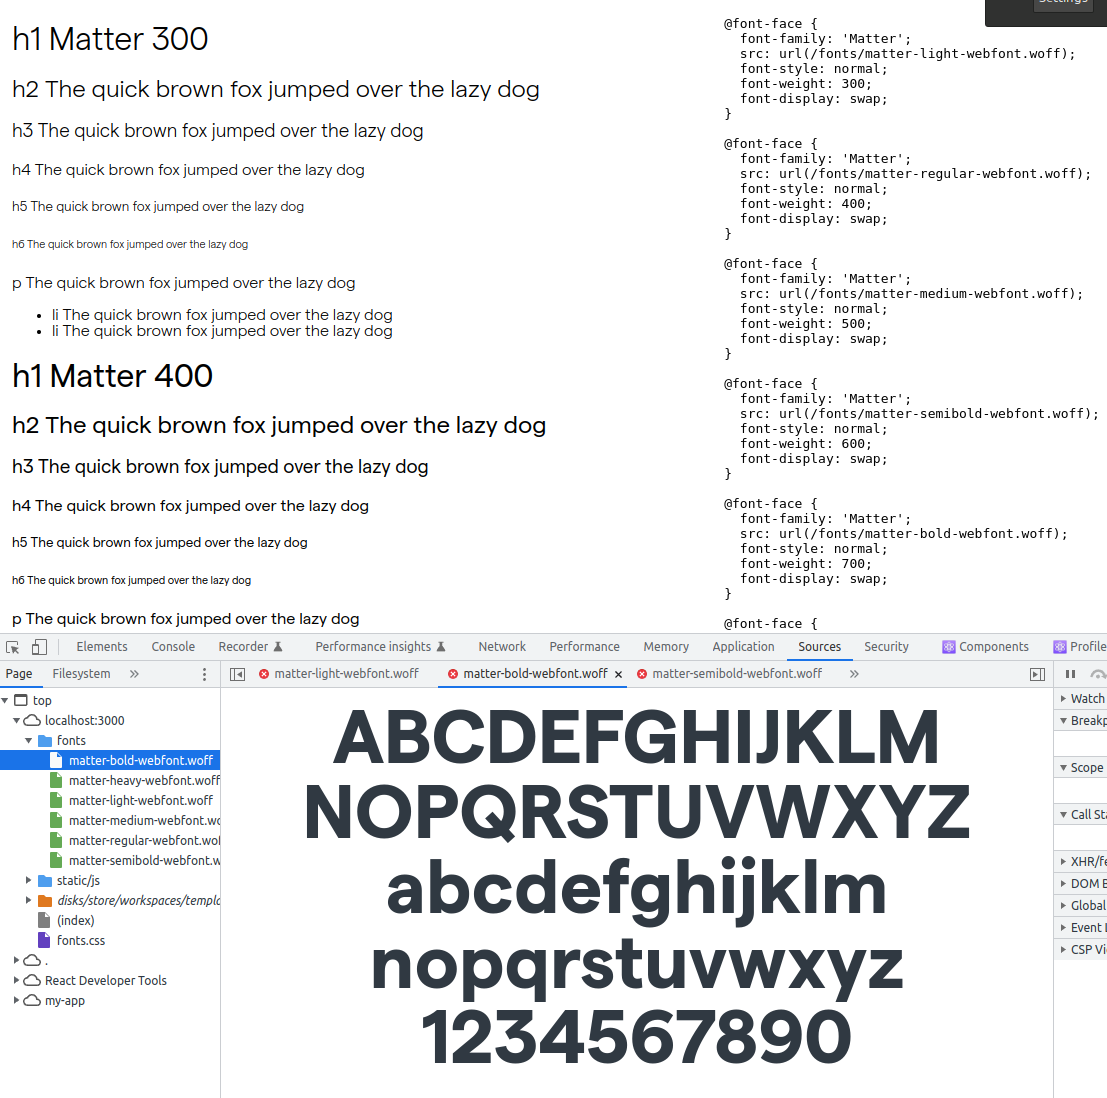 Settings
h1 Matter 300
h2 The quick brown fox jumped over the lazy dog
h3 The quick brown fox jumped over the lazy dog
h4 The quick brown fox jumped over the lazy dog
h5 The quick brown fox jumped over the lazy dog
h6 The quick brown fox jumped over the lazy dog
p The quick brown fox jumped over the lazy dog
• li The quick brown fox jumped over the lazy dog
• li The quick brown fox jumped over the lazy dog
h1 Matter 400
h2 The quick brown fox jumped over the lazy dog
h3 The quick brown fox jumped over the lazy dog
h4 The quick brown fox jumped over the lazy dog
h5 The quick brown fox jumped over the lazy dog
h6 The quick brown fox jumped over the lazy dog
p The quick brown fox jumped over the lazy dog
@font-face {
font-family: 'Matter';
src: url(/fonts/matter-light-webfont.woff);
font-style: normal;
font-weight: 300;
font-display: swap;
}
@font-face {
font-family: 'Matter';
src: url(/fonts/matter-regular-webfont.woff);
font-style: normal;
font-weight: 400;
font-display: swap;
}
@font-face {
font-family: 'Matter';
src: url(/fonts/matter-medium-webfont.woff);
font-style: normal;
font-weight: 500;
font-display: swap;
}
@font-face {
font-family: 'Matter';
src: url(/fonts/matter-semibold-webfont.woff);
font-style: normal;
font-weight: 600;
font-display: swap;
}
@font-face {
font-family: 'Matter';
src: url(/fonts/matter-bold-webfont.woff);
font-style: normal;
font-weight: 700;
font-display: swap;
}
@font-face {
Elements Console Recorder Performance insights Network Performance Memory Application Sources Security Components Profile
Page Filesystem »
matter-light-webfont.woff matter-bold-webfont.woff × matter-semibold-webfont.woff »
top
localhost:3000
fonts
matter-bold-webfont.woff
matter-heavy-webfont.woff
matter-light-webfont.woff
matter-medium-webfont.wo
matter-regular-webfont.wof
matter-semibold-webfont.w
static/js
disks/store/workspaces/templa
(index)
fonts.css
.
React Developer Tools
my-app
ABCDEFGHIJKLM
NOPQRSTUVWXYZ
abcdefghijklm
nopqrstuvwxyz
1234567890
Watch
Breakp
Scope
Call Sta
XHR/fe
DOM B
Global
Event L
CSP Vi